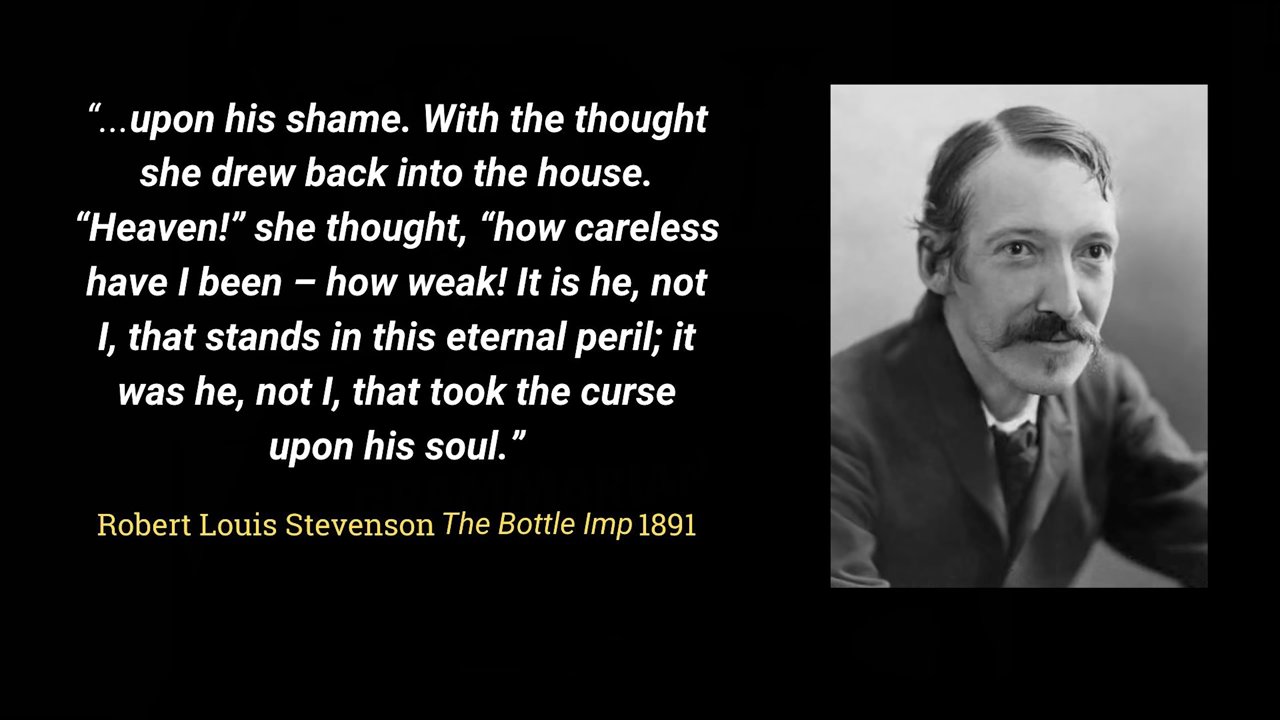 “...upon his shame. With the thought
she drew back into the house.
“Heaven!” she thought, “how careless
have I been – how weak! It is he, not
I, that stands in this eternal peril; it
was he, not I, that took the curse
upon his soul.”
Robert Louis Stevenson The Bottle Imp 1891